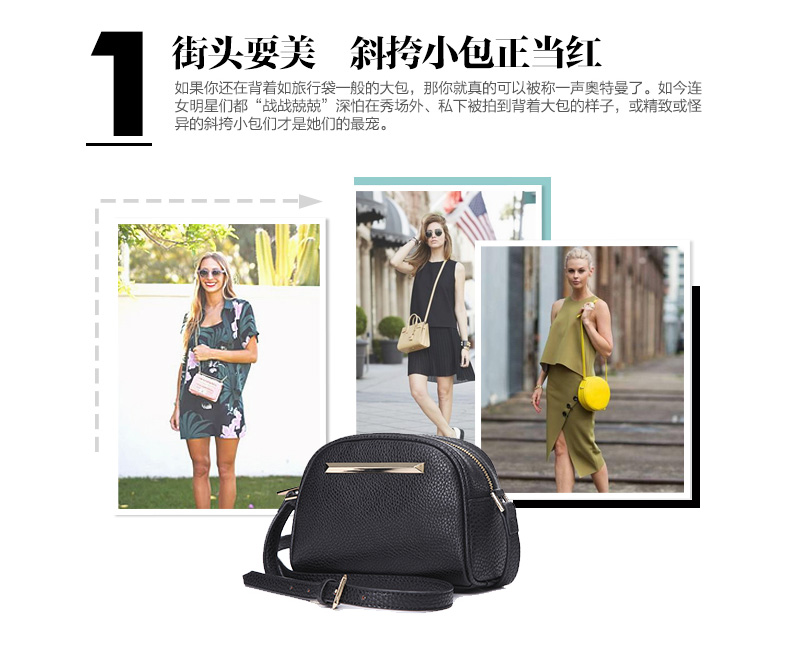 1
街头耍美 斜挎小包正当红
如果你还在背着如旅行袋一般的大包，那你就真的可以被称一声奥特曼了。如今连
女明星们都“战战兢兢”深怕在秀场外、私下被拍到背着大包的样子，或精致或怪
异的斜挎小包们才是她们的最宠。